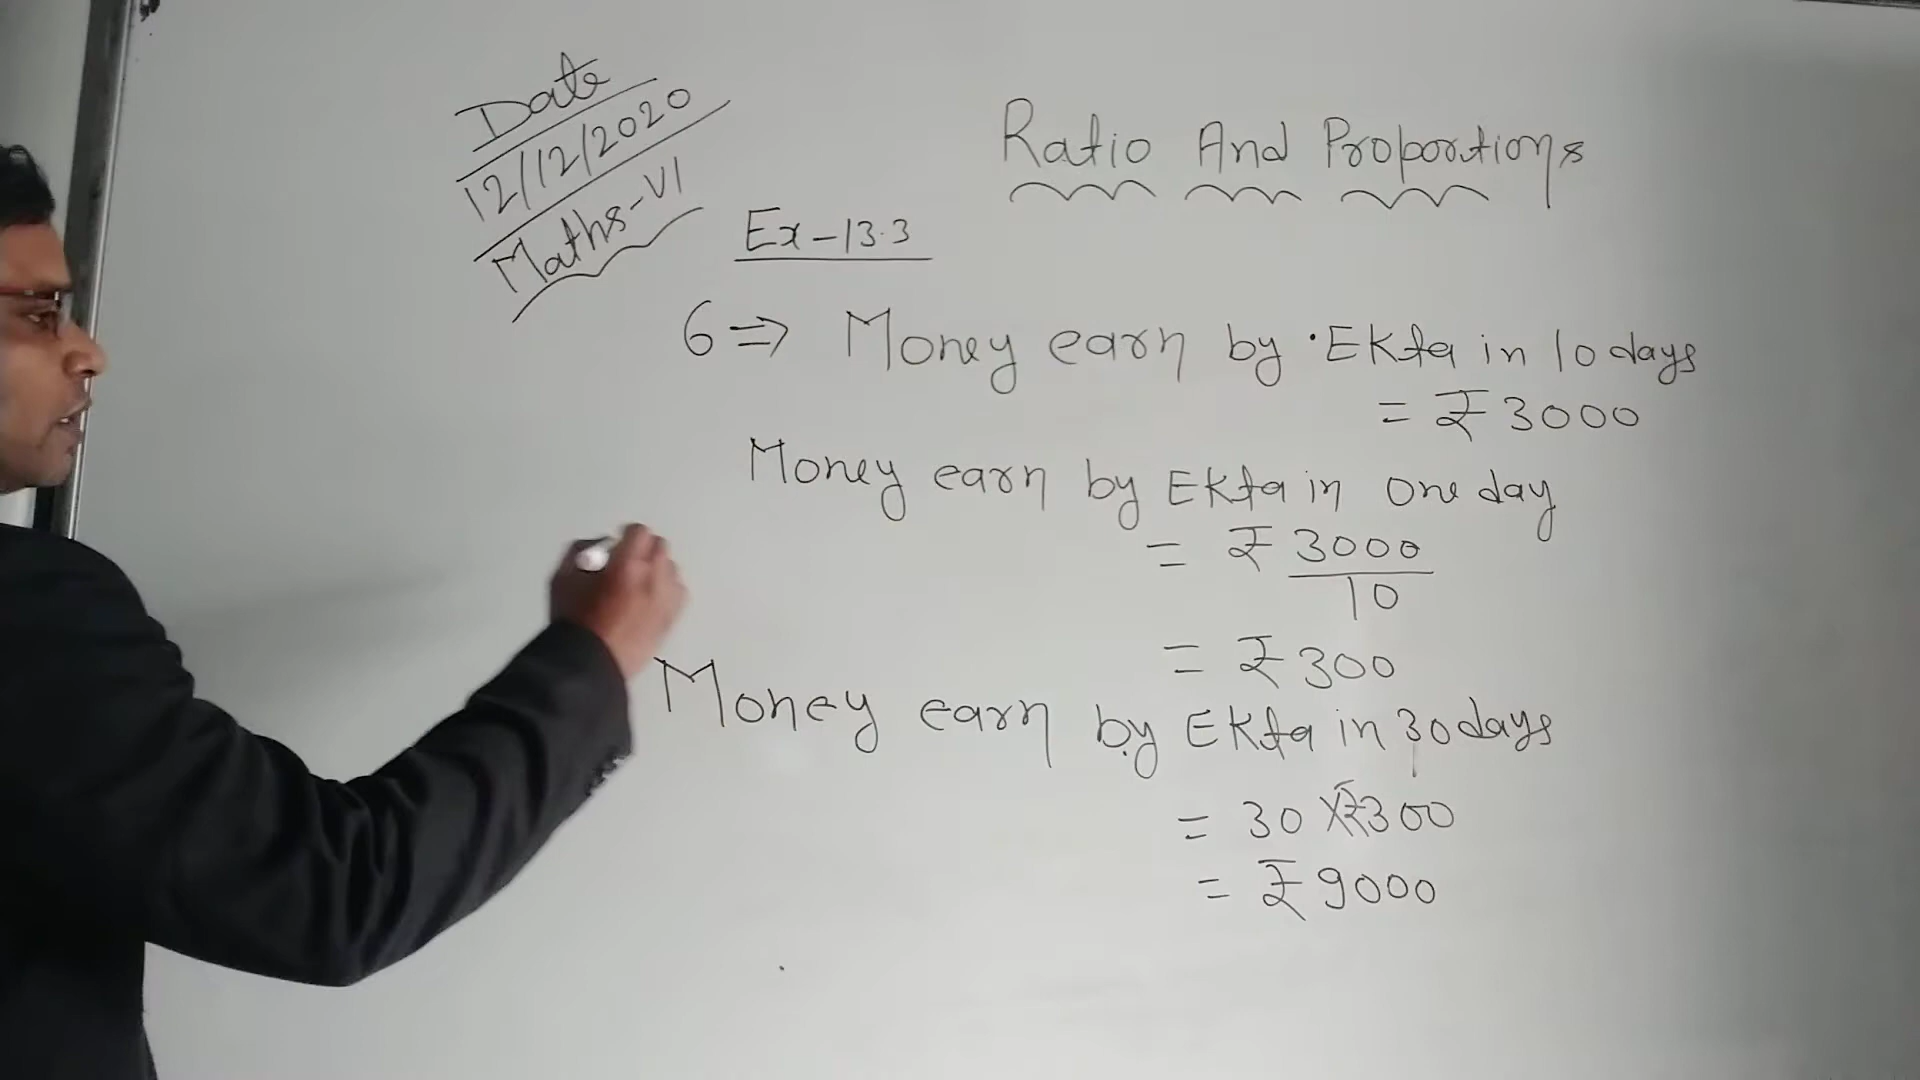 Date
12/12/2020
Maths-VI
Ratio And Proportions
Ex-13.3
6⇒ Money earn by Ekta in 10 days
= ₹3000
Money earn by Ekta in one day
= ₹ 3000
10
= ₹300
Money earn by Ekta in 30 days
= 30 x ₹300
= ₹9000